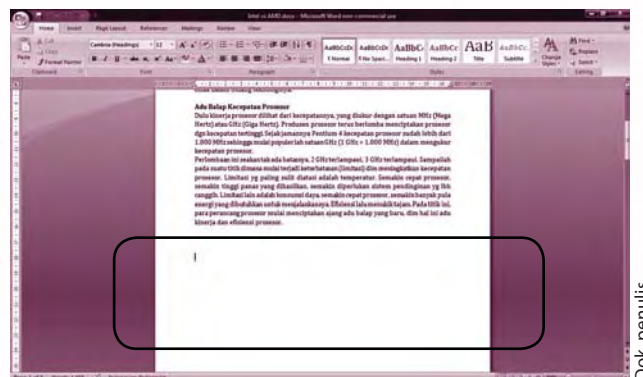 Intel vs AMD.docx - Microsoft Word non-commercial use
Home Insert Page Layout References Mailings Review View
Cut
Copy
Paste Format Painter
Cambria (Headings) 12
AaBbCcDc AaBbCcDc AaBbC AaBbCc AaB AaBbCc.
¶ Normal ¶ No Spaci... Heading 1 Heading 2 Title Subtitle
Change Styles
Find
Replace
Select
Clipboard Font Paragraph Styles Editing
Adu Balap Kecepatan Prosesor
Dulu kinerja prosesor dilihat dari kecepatannya, yang diukur dengan satuan MHz (Mega
Hertz) atau GHz (Giga Hertz). Produsen prosesor terus berlomba menciptakan prosesor
dgn kecepatan tertinggi. Sejak jamannya Pentium 4 kecepatan prosesor sudah lebih dari
1.000 MHz sehingga mulai populer lah satuan GHz (1 GHz = 1.000 MHz) dalam mengukur
kecepatan prosesor.
Perlombaan ini seakan tak ada batasnya, 2 GHz terlampaui, 3 GHz terlampaui. Sampailah
pada suatu titik dimana mulai terjadi keterbatasan (limitasi) dlm meningkatkan kecepatan
prosesor. Limitasi yg paling sulit diatasi adalah temperatur. Semakin cepat prosesor,
semakin tinggi panas yang dihasilkan, semakin diperlukan sistem pendinginan yg lbh
canggih. Limitasi lain adalah konsumsi daya, semakin cepat prosesor, semakin banyak pula
energi yang dibutuhkan untuk menjalankannya. Efisiensi lalu menukik tajam. Pada titik ini,
para perancang prosesor mulai menciptakan ajang adu balap yang baru, dlm hal ini adu
kinerja dan efisiensi prosesor.
Dok. penulis